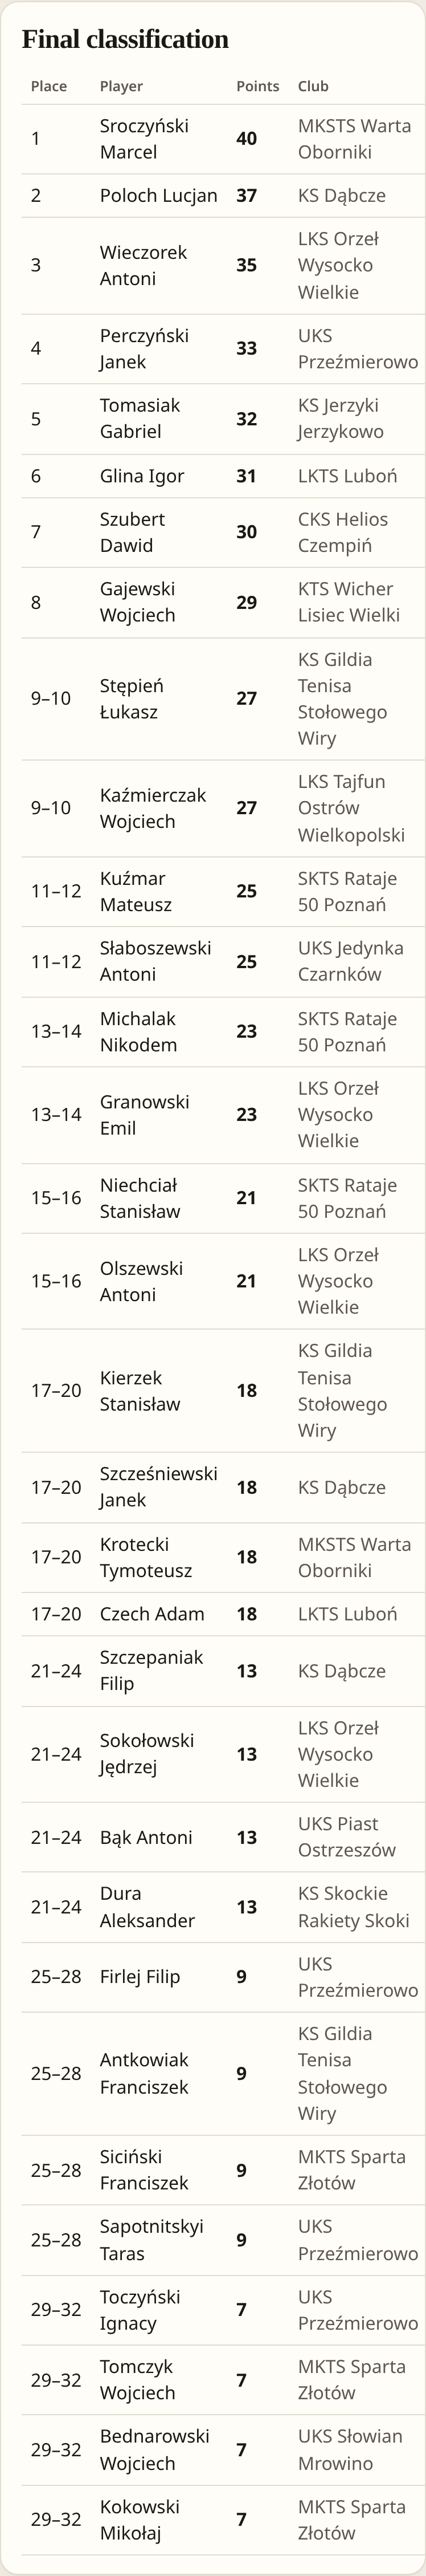 Final classification
Place Player Points Club
1 Sroczyński Marcel 40 MKSTS Warta Oborniki
2 Poloch Lucjan 37 KS Dąbcze
3 Wieczorek Antoni 35 LKS Orzeł Wysocko Wielkie
4 Perczyński Janek 33 UKS Przeźmierowo
5 Tomasiak Gabriel 32 KS Jerzyki Jerzykowo
6 Glina Igor 31 LKTS Luboń
7 Szubert Dawid 30 CKS Helios Czempiń
8 Gajewski Wojciech 29 KTS Wicher Lisiec Wielki
9–10 Stępień Łukasz 27 KS Gildia Tenisa Stołowego Wiry
9–10 Kaźmierczak Wojciech 27 LKS Tajfun Ostrów Wielkopolski
11–12 Kuźmar Mateusz 25 SKTS Rataje 50 Poznań
11–12 Słaboszewski Antoni 25 UKS Jedynka Czarnków
13–14 Michalak Nikodem 23 SKTS Rataje 50 Poznań
13–14 Granowski Emil 23 LKS Orzeł Wysocko Wielkie
15–16 Niechciał Stanisław 21 SKTS Rataje 50 Poznań
15–16 Olszewski Antoni 21 LKS Orzeł Wysocko Wielkie
17–20 Kierzek Stanisław 18 KS Gildia Tenisa Stołowego Wiry
17–20 Szcześniewski Janek 18 KS Dąbcze
17–20 Krotecki Tymoteusz 18 MKSTS Warta Oborniki
17–20 Czech Adam 18 LKTS Luboń
21–24 Szczepaniak Filip 13 KS Dąbcze
21–24 Sokołowski Jędrzej 13 LKS Orzeł Wysocko Wielkie
21–24 Bąk Antoni 13 UKS Piast Ostrzeszów
21–24 Dura Aleksander 13 KS Skockie Rakiety Skoki
25–28 Firlej Filip 9 UKS Przeźmierowo
25–28 Antkowiak Franciszek 9 KS Gildia Tenisa Stołowego Wiry
25–28 Siciński Franciszek 9 MKTS Sparta Złotów
25–28 Sapotnitskyi Taras 9 UKS Przeźmierowo
29–32 Toczyński Ignacy 7 UKS Przeźmierowo
29–32 Tomczyk Wojciech 7 MKTS Sparta Złotów
29–32 Bednarowski Wojciech 7 UKS Słowian Mrowino
29–32 Kokowski Mikołaj 7 MKTS Sparta Złotów